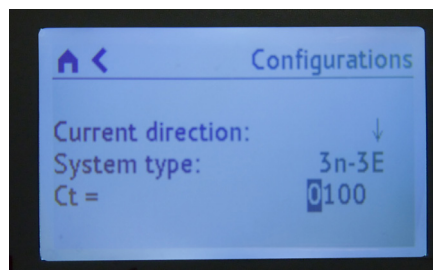 Configurations
Current direction: ↓
System type: 3n-3E
Ct = 0100